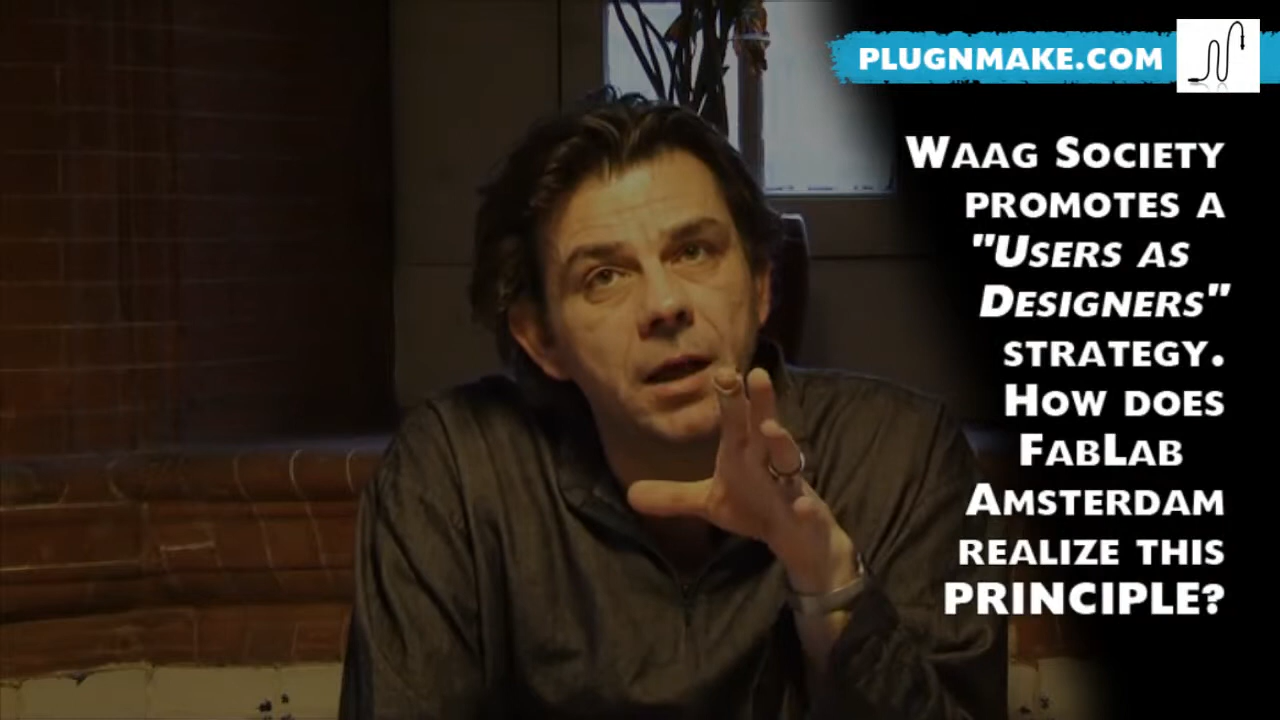 PLUGNMAKE.COM
WAAG SOCIETY
PROMOTES A
"USERS AS
DESIGNERS"
STRATEGY.
HOW DOES
FABLAB
AMSTERDAM
REALIZE THIS
PRINCIPLE?